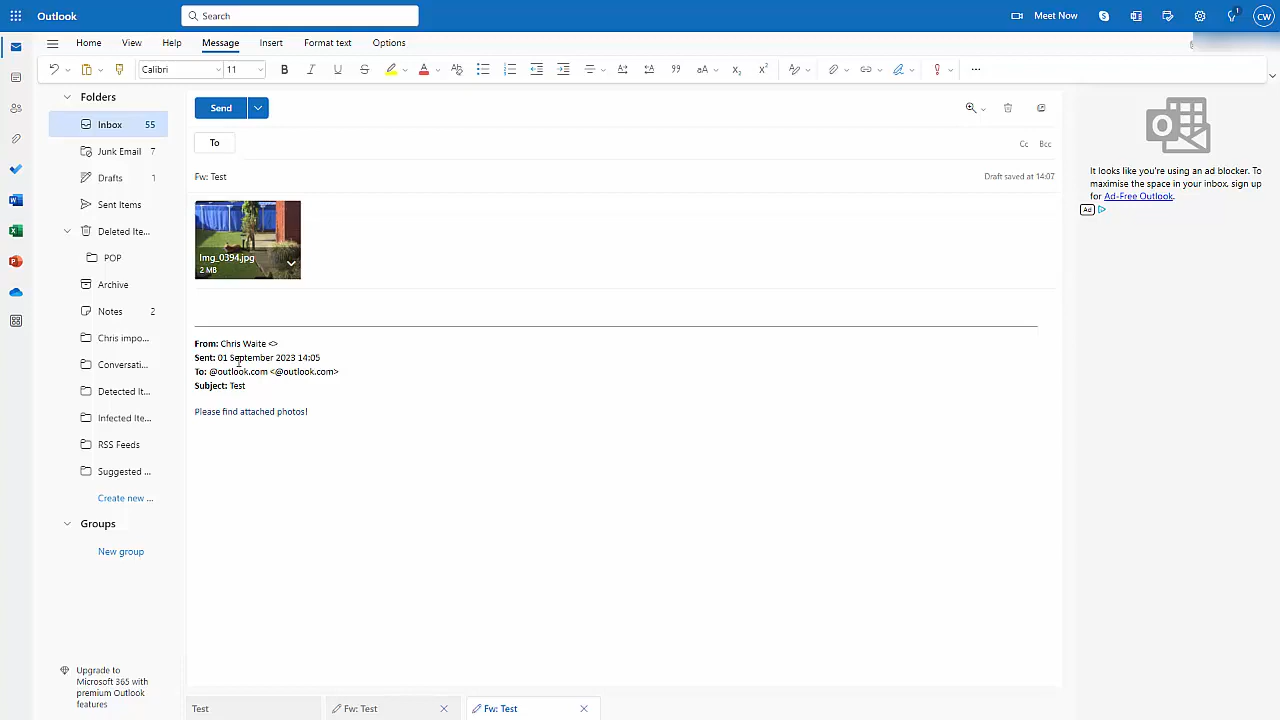 Outlook
Search
Meet Now
1
CW
Home View Help Message Insert Format text Options
Calibri 11
Folders
Inbox 55
Junk Email 7
Drafts 1
Sent Items
Deleted Ite...
POP
Archive
Notes 2
Chris impo...
Conversati...
Detected It...
Infected Ite...
RSS Feeds
Suggested ...
Create new ...
Groups
New group
Upgrade to
Microsoft 365 with
premium Outlook
features
Send
To
Cc Bcc
Fw: Test
Draft saved at 14:07
Img_0394.jpg
2 MB
From: Chris Waite <>
Sent: 01 September 2023 14:05
To: @outlook.com <@outlook.com>
Subject: Test
Please find attached photos!
It looks like you're using an ad blocker. To
maximise the space in your inbox, sign up
for Ad-Free Outlook.
Ad
Test
Fw: Test
Fw: Test